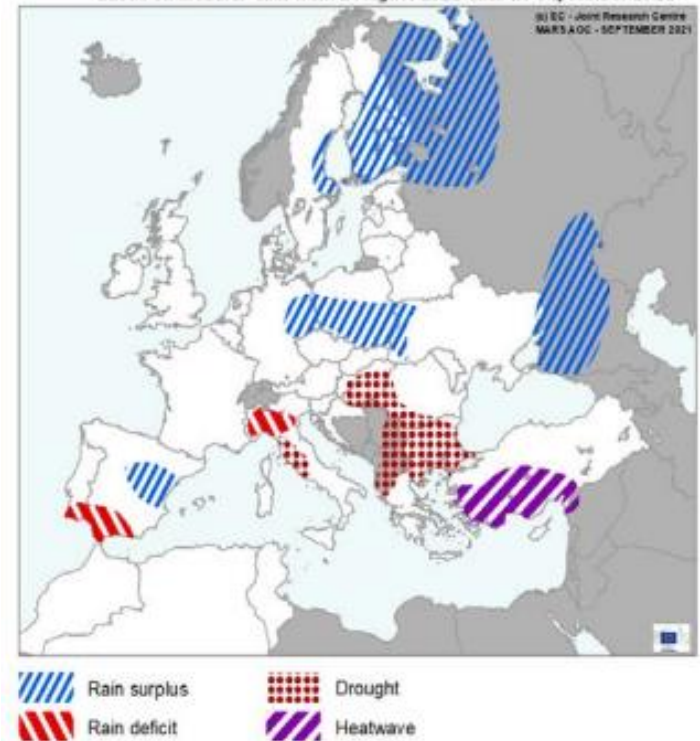 (c) EC - Joint Research Centre
MARS AOC - SEPTEMBER 2021
Rain surplus
Drought
Rain deficit
Heatwave